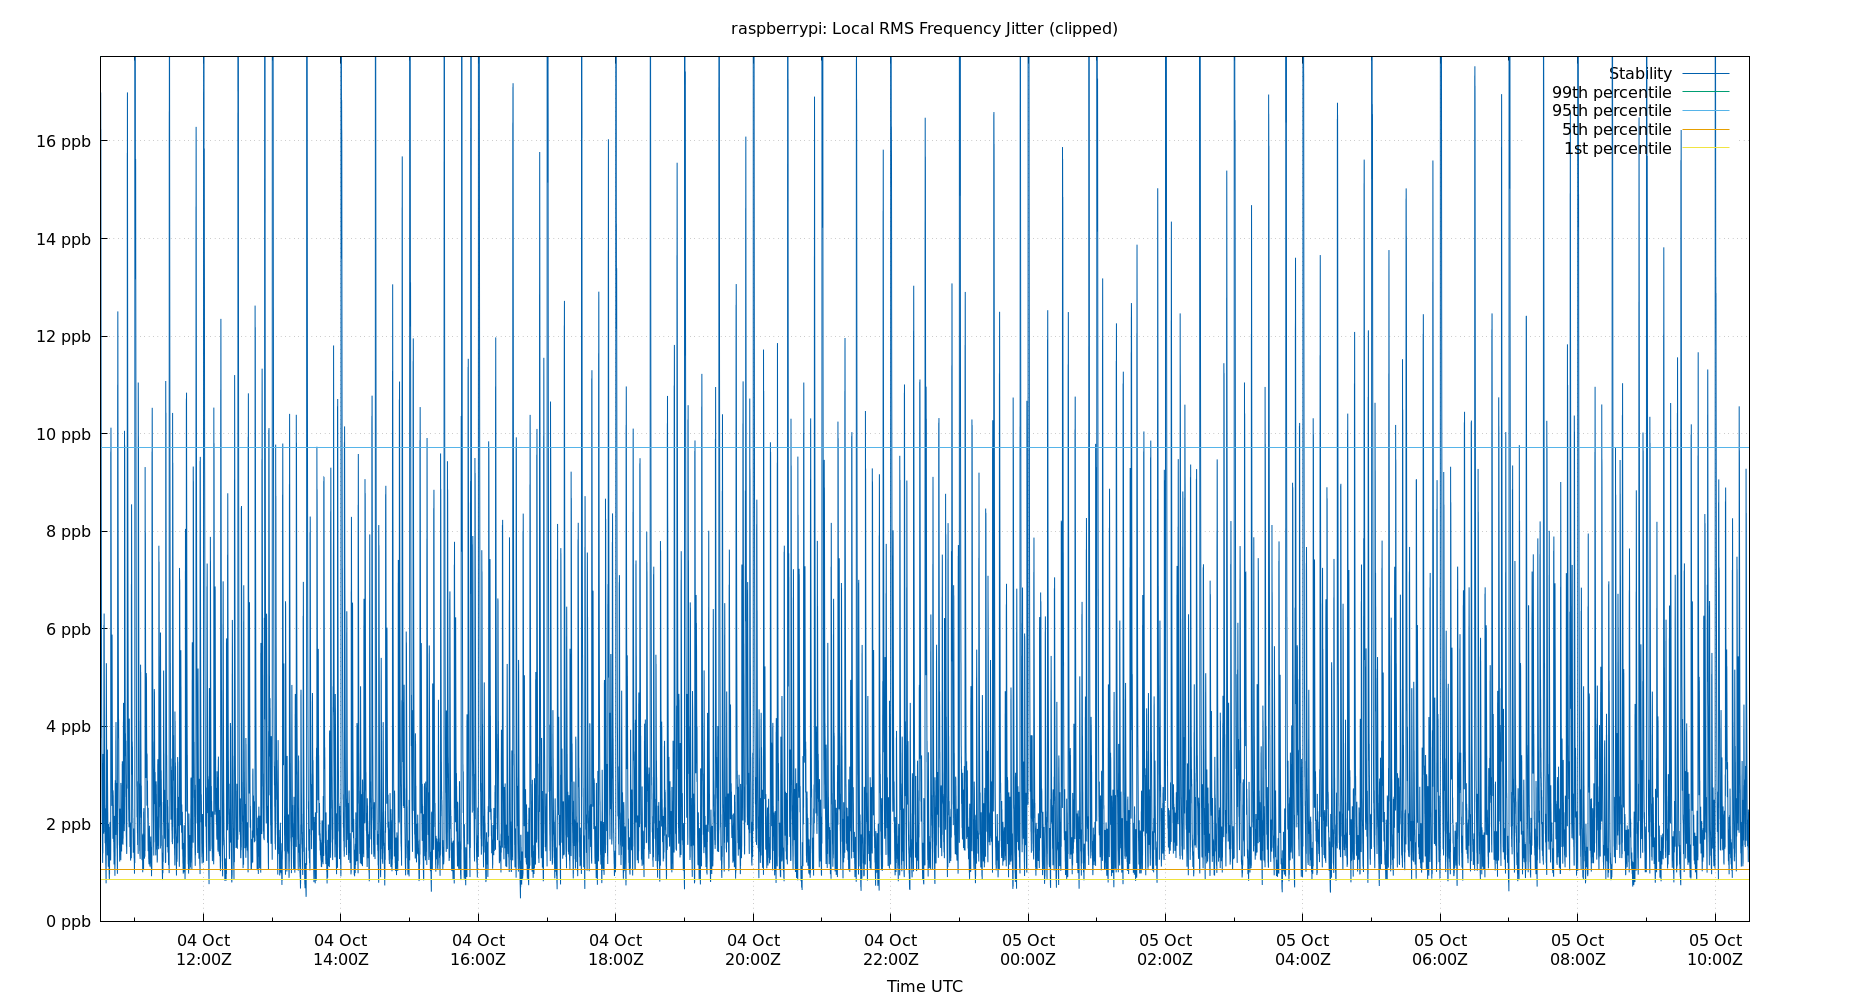 raspberrypi: Local RMS Frequency Jitter (clipped)
Stability
99th percentile
95th percentile
5th percentile
1st percentile
16 ppb
14 ppb
12 ppb
10 ppb
8 ppb
6 ppb
4 ppb
2 ppb
0 ppb
04 Oct 04 Oct 04 Oct 04 Oct 04 Oct 04 Oct 05 Oct 05 Oct 05 Oct 05 Oct 05 Oct 05 Oct
12:00Z 14:00Z 16:00Z 18:00Z 20:00Z 22:00Z 00:00Z 02:00Z 04:00Z 06:00Z 08:00Z 10:00Z
Time UTC